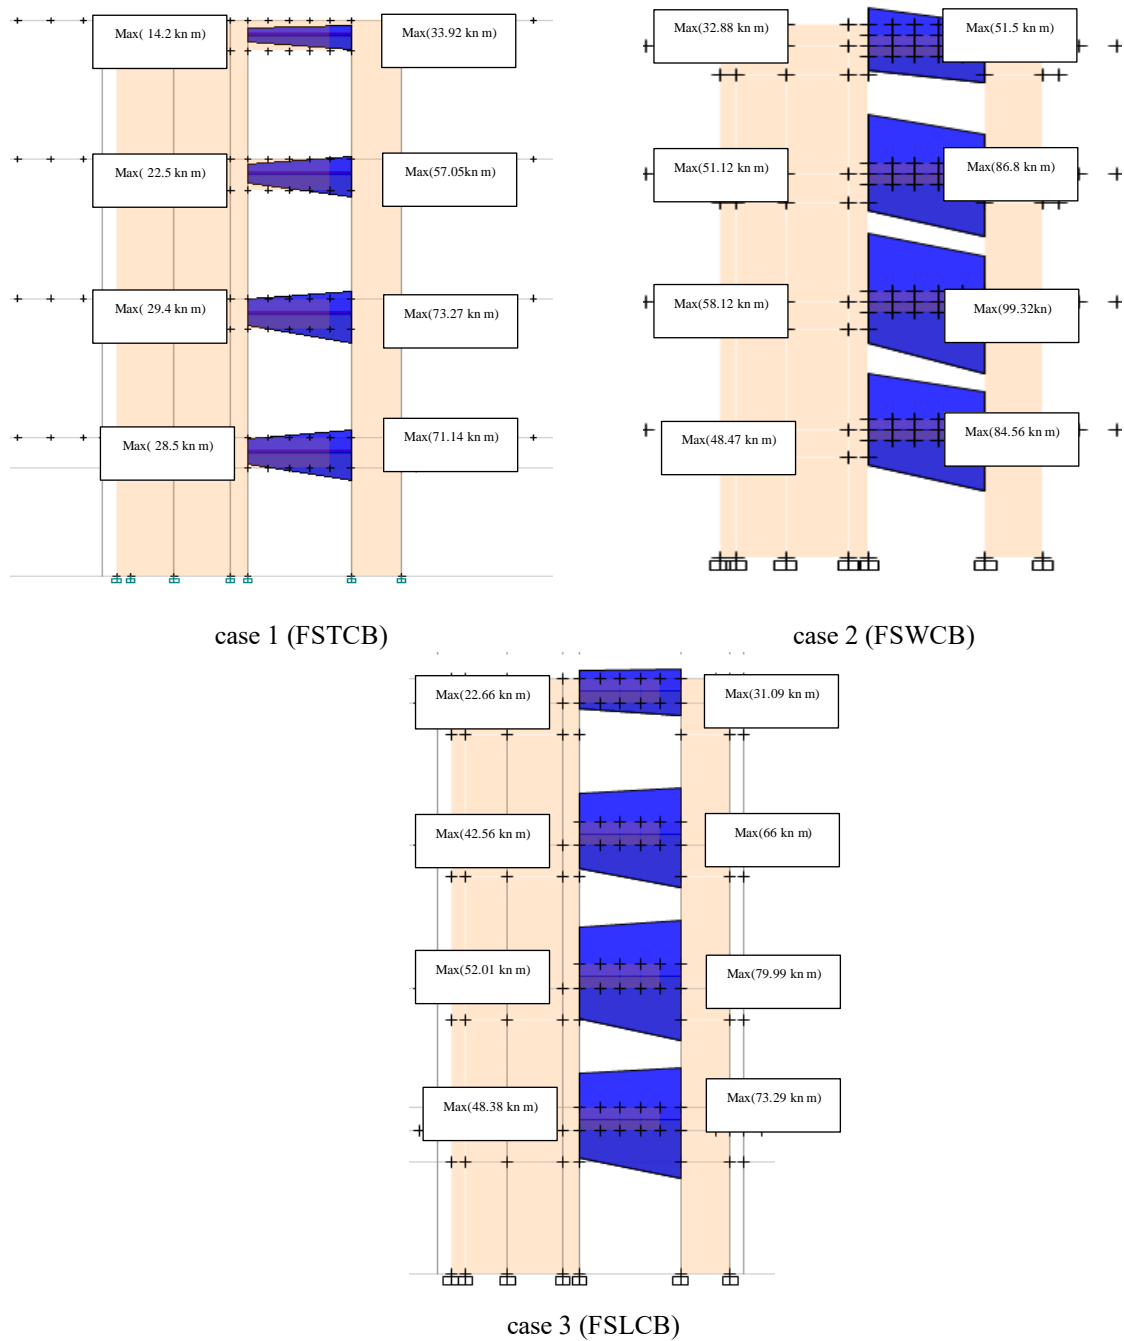 Max( 14.2 kn m)
Max(33.92 kn m)
Max( 22.5 kn m)
Max(57.05kn m)
Max( 29.4 kn m)
Max(73.27 kn m)
Max( 28.5 kn m)
Max(71.14 kn m)
case 1 (FSTCB)
Max(32.88 kn m)
Max(51.5 kn m)
Max(51.12 kn m)
Max(86.8 kn m)
Max(58.12 kn m)
Max(99.32kn)
Max(48.47 kn m)
Max(84.56 kn m)
case 2 (FSWCB)
Max(22.66 kn m)
Max(31.09 kn m)
Max(42.56 kn m)
Max(66 kn m)
Max(52.01 kn m)
Max(79.99 kn m)
Max(48.38 kn m)
Max(73.29 kn m)
case 3 (FSLCB)